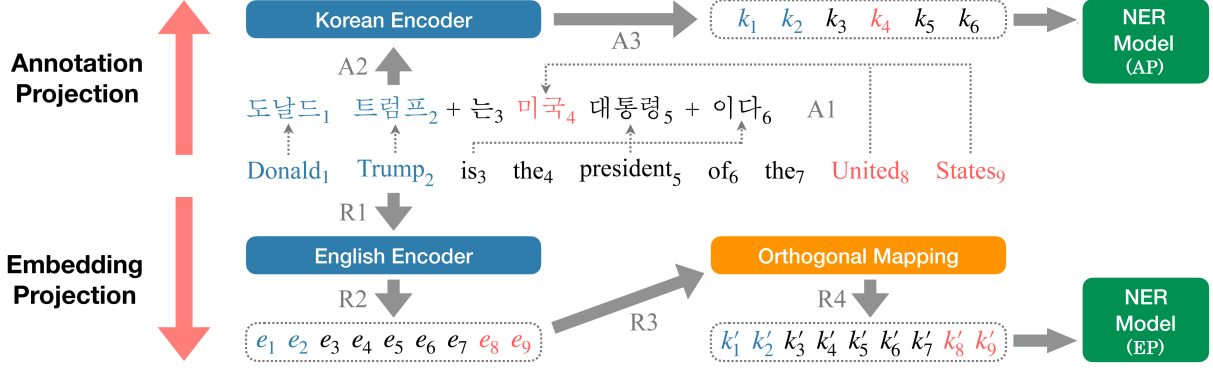 Korean Encoder
A3
k1 k2 k3 k4 k5 k6
NER
Model
(AP)
Annotation
Projection
A2
도날드1 트럼프2 + 는3 미국4 대통령5 + 이다6 A1
Donald1 Trump2 is3 the4 president5 of6 the7 United8 States9
R1
Embedding
Projection
English Encoder
Orthogonal Mapping
R2
R3
R4
e1 e2 e3 e4 e5 e6 e7 e8 e9
k′1 k′2 k′3 k′4 k′5 k′6 k′7 k′8 k′9
NER
Model
(EP)